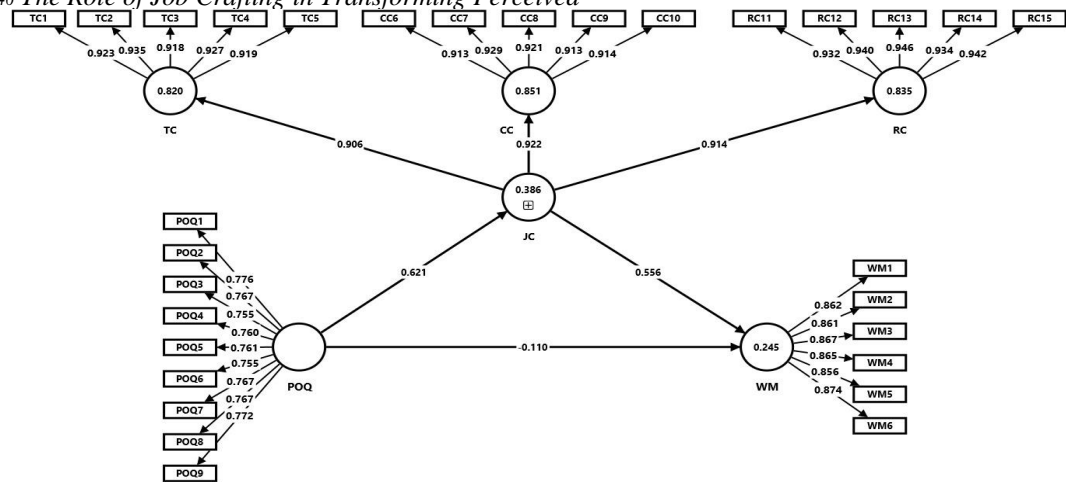 The Role of Job Crafting in Transforming Perceived
TC1 TC2 TC3 TC4 TC5 CC6 CC7 CC8 CC9 CC10 RC11 RC12 RC13 RC14 RC15
0.923 0.935 0.918 0.927 0.919 0.913 0.929 0.921 0.913 0.914 0.932 0.940 0.946 0.934 0.942
0.820 0.851 0.835
TC CC RC
0.906 0.922 0.914
0.386
JC
POQ1
POQ2
POQ3
POQ4
POQ5
POQ6
POQ7
POQ8
POQ9
0.776
0.767
0.755
0.760
0.761
0.755
0.767
0.767
0.772
POQ
0.621 0.556
-0.110
0.245
WM
0.862
0.861
0.867
0.865
0.856
0.874
WM1
WM2
WM3
WM4
WM5
WM6